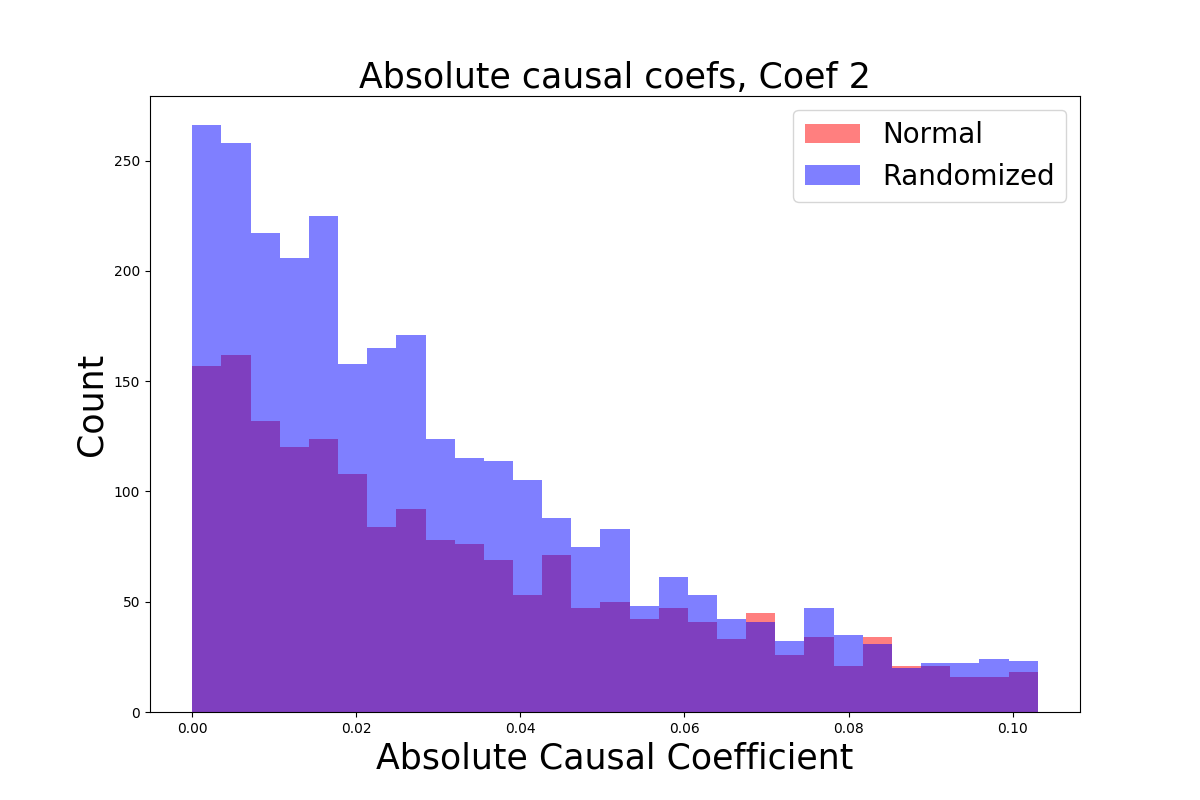 Absolute causal coefs, Coef 2
Normal
Randomized
250
200
150
100
50
0
Count
0.00 0.02 0.04 0.06 0.08 0.10
Absolute Causal Coefficient